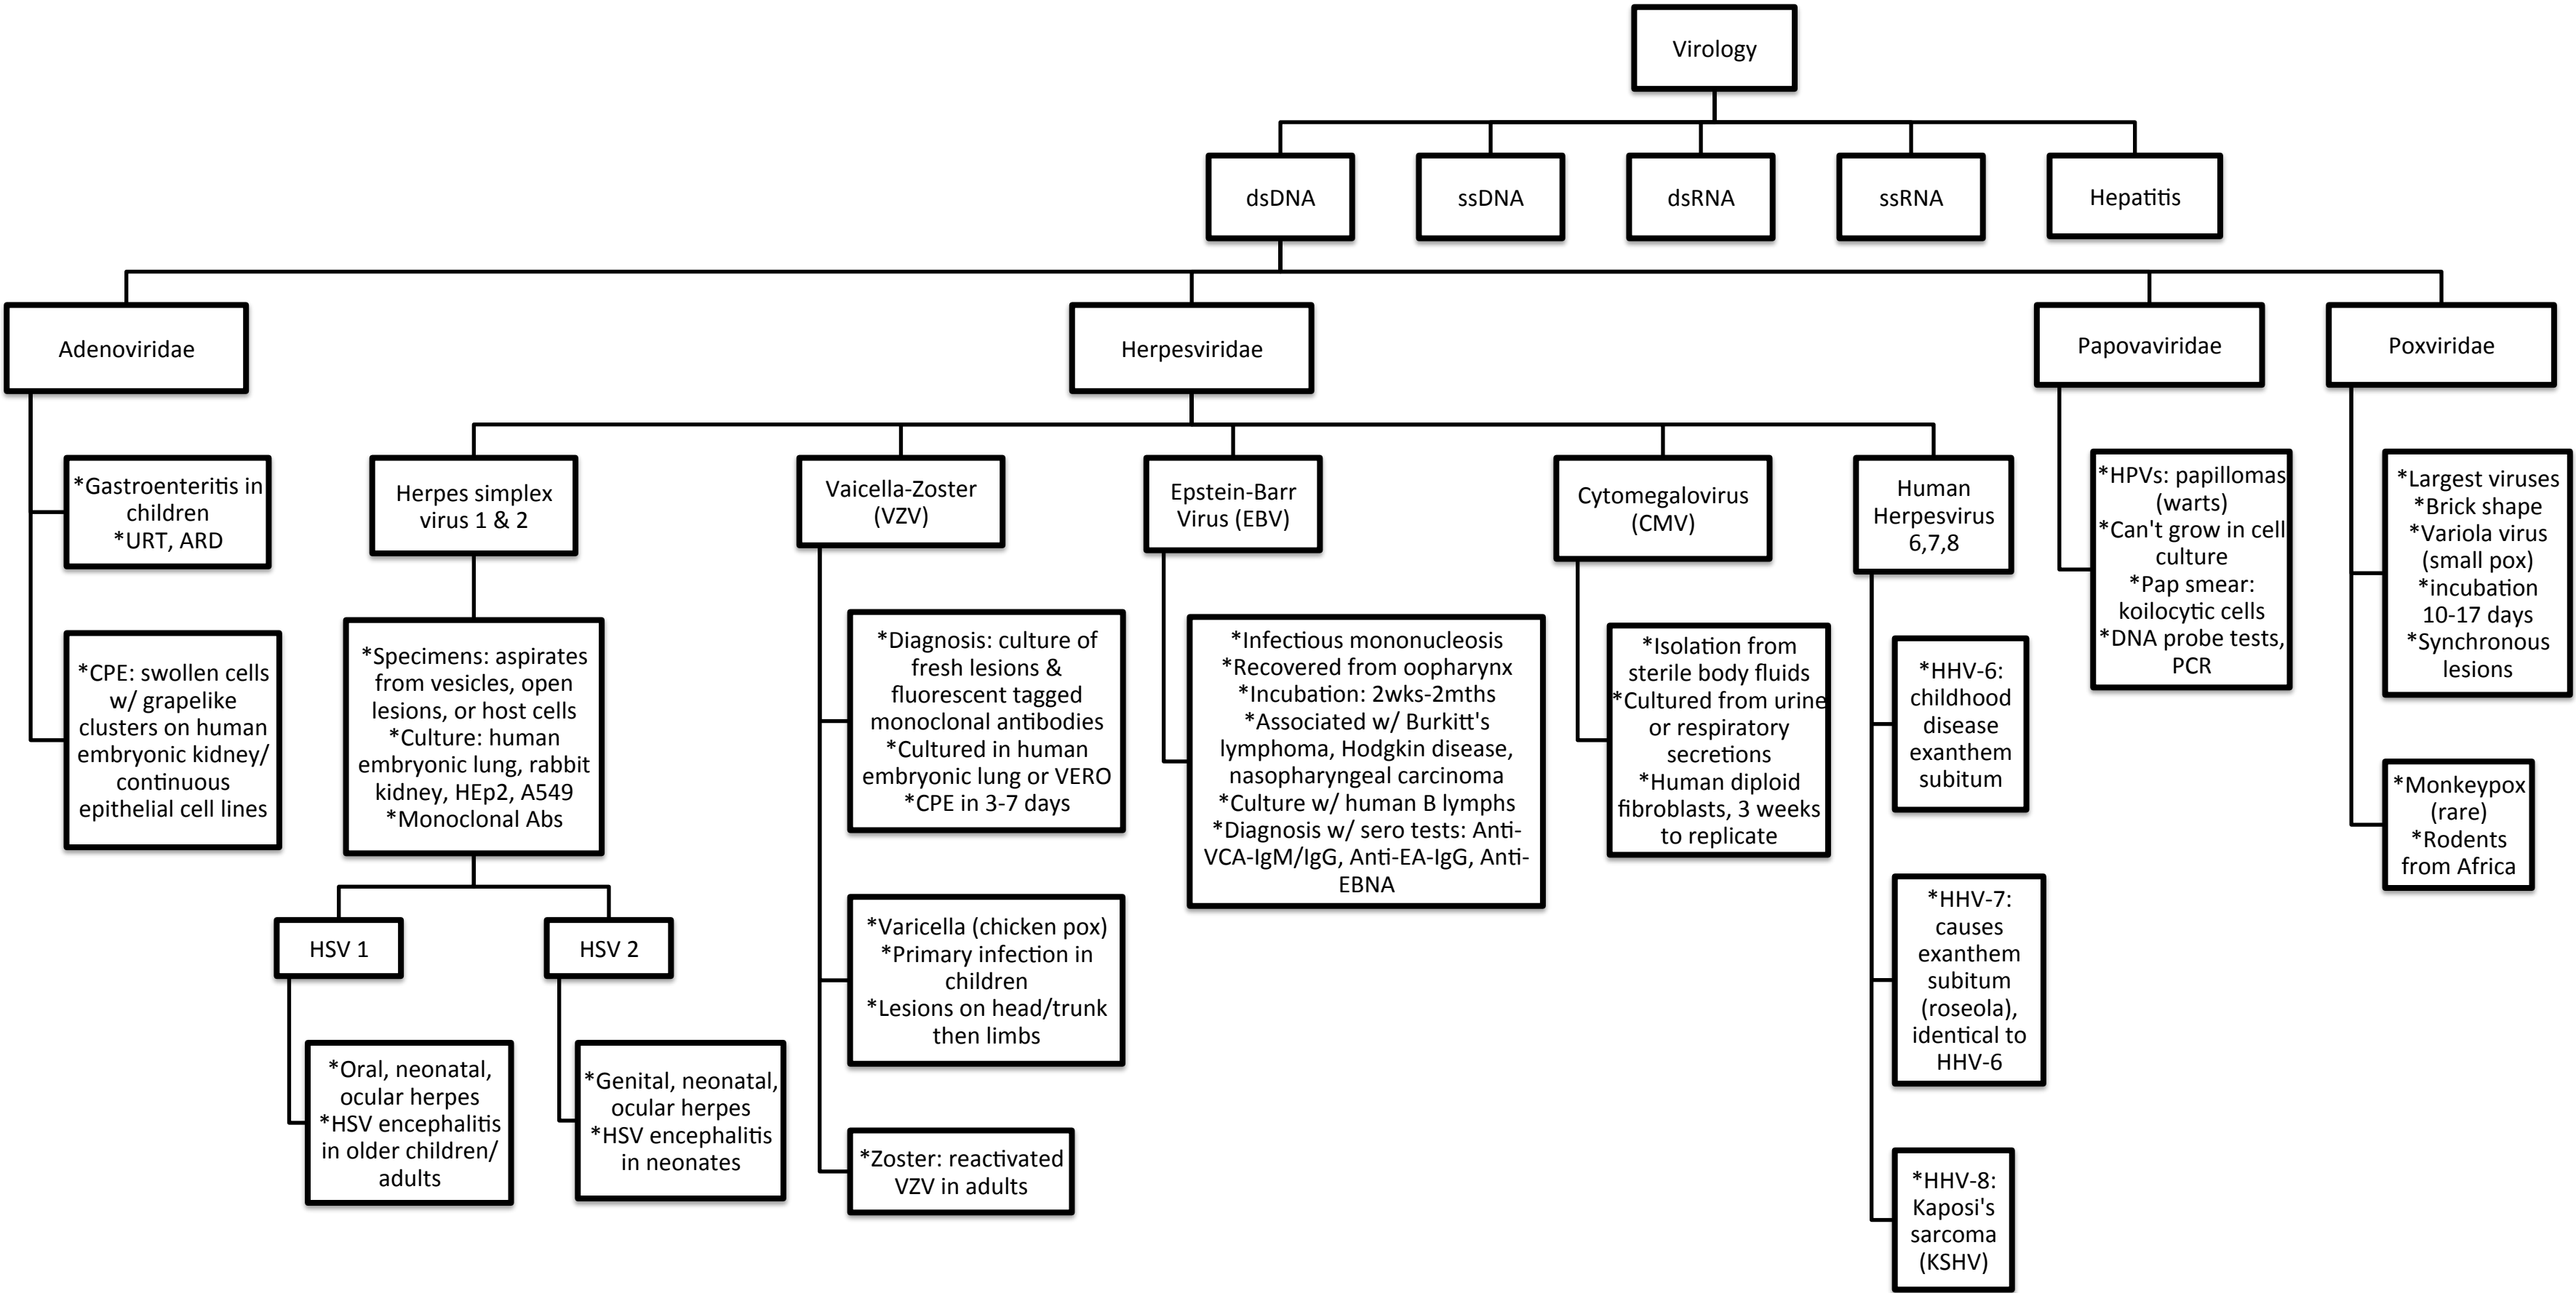 Virology
dsDNA
ssDNA
dsRNA
ssRNA
Hepatitis
Adenoviridae
Herpesviridae
Papovaviridae
Poxviridae
*Gastroenteritis in
children
*URT, ARD
*CPE: swollen cells
w/ grapelike
clusters on human
embryonic kidney/
continuous
epithelial cell lines
Herpes simplex
virus 1 & 2
*Specimens: aspirates
from vesicles, open
lesions, or host cells
*Culture: human
embryonic lung, rabbit
kidney, HEp2, A549
*Monoclonal Abs
HSV 1
*Oral, neonatal,
ocular herpes
*HSV encephalitis
in older children/
adults
HSV 2
*Genital, neonatal,
ocular herpes
*HSV encephalitis
in neonates
Vaicella-Zoster
(VZV)
*Diagnosis: culture of
fresh lesions &
fluorescent tagged
monoclonal antibodies
*Cultured in human
embryonic lung or VERO
*CPE in 3-7 days
*Varicella (chicken pox)
*Primary infection in
children
*Lesions on head/trunk
then limbs
*Zoster: reactivated
VZV in adults
Epstein-Barr
Virus (EBV)
*Infectious mononucleosis
*Recovered from oopharynx
*Incubation: 2wks-2mths
*Associated w/ Burkitt's
lymphoma, Hodgkin disease,
nasopharyngeal carcinoma
*Culture w/ human B lymphs
*Diagnosis w/ sero tests: Anti-
VCA-IgM/IgG, Anti-EA-IgG, Anti-
EBNA
Cytomegalovirus
(CMV)
*Isolation from
sterile body fluids
*Cultured from urine
or respiratory
secretions
*Human diploid
fibroblasts, 3 weeks
to replicate
Human
Herpesvirus
6,7,8
*HHV-6:
childhood
disease
exanthem
subitum
*HHV-7:
causes
exanthem
subitum
(roseola),
identical to
HHV-6
*HHV-8:
Kaposi's
sarcoma
(KSHV)
*HPVs: papillomas
(warts)
*Can't grow in cell
culture
*Pap smear:
koilocytic cells
*DNA probe tests,
PCR
*Largest viruses
*Brick shape
*Variola virus
(small pox)
*incubation
10-17 days
*Synchronous
lesions
*Monkeypox
(rare)
*Rodents
from Africa